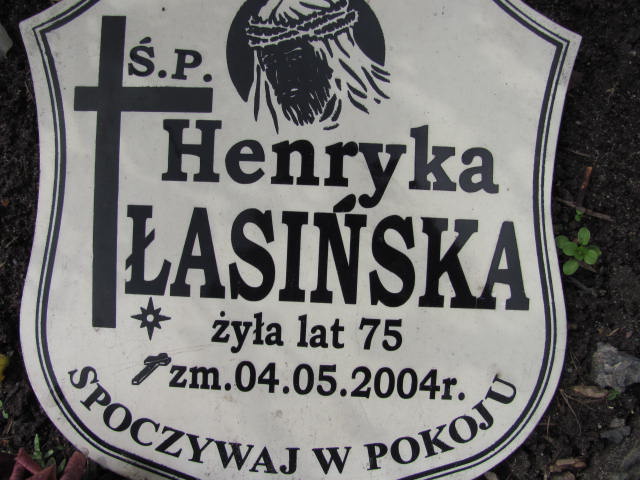 Ś.P.
Henryka
ŁASIŃSKA
żyła lat 75
zm.04.05.2004r.
SPOCZYWAJ W POKOJU